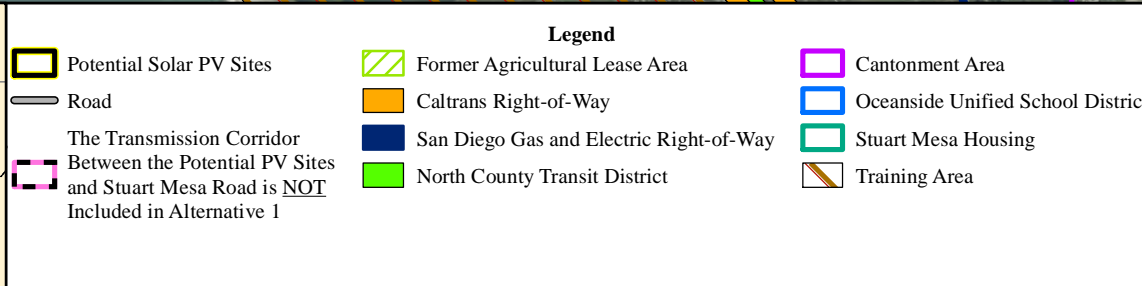 Legend
Potential Solar PV Sites
Road
The Transmission Corridor
Between the Potential PV Sites
and Stuart Mesa Road is NOT
Included in Alternative 1
Former Agricultural Lease Area
Caltrans Right-of-Way
San Diego Gas and Electric Right-of-Way
North County Transit District
Cantonment Area
Oceanside Unified School Distric
Stuart Mesa Housing
Training Area